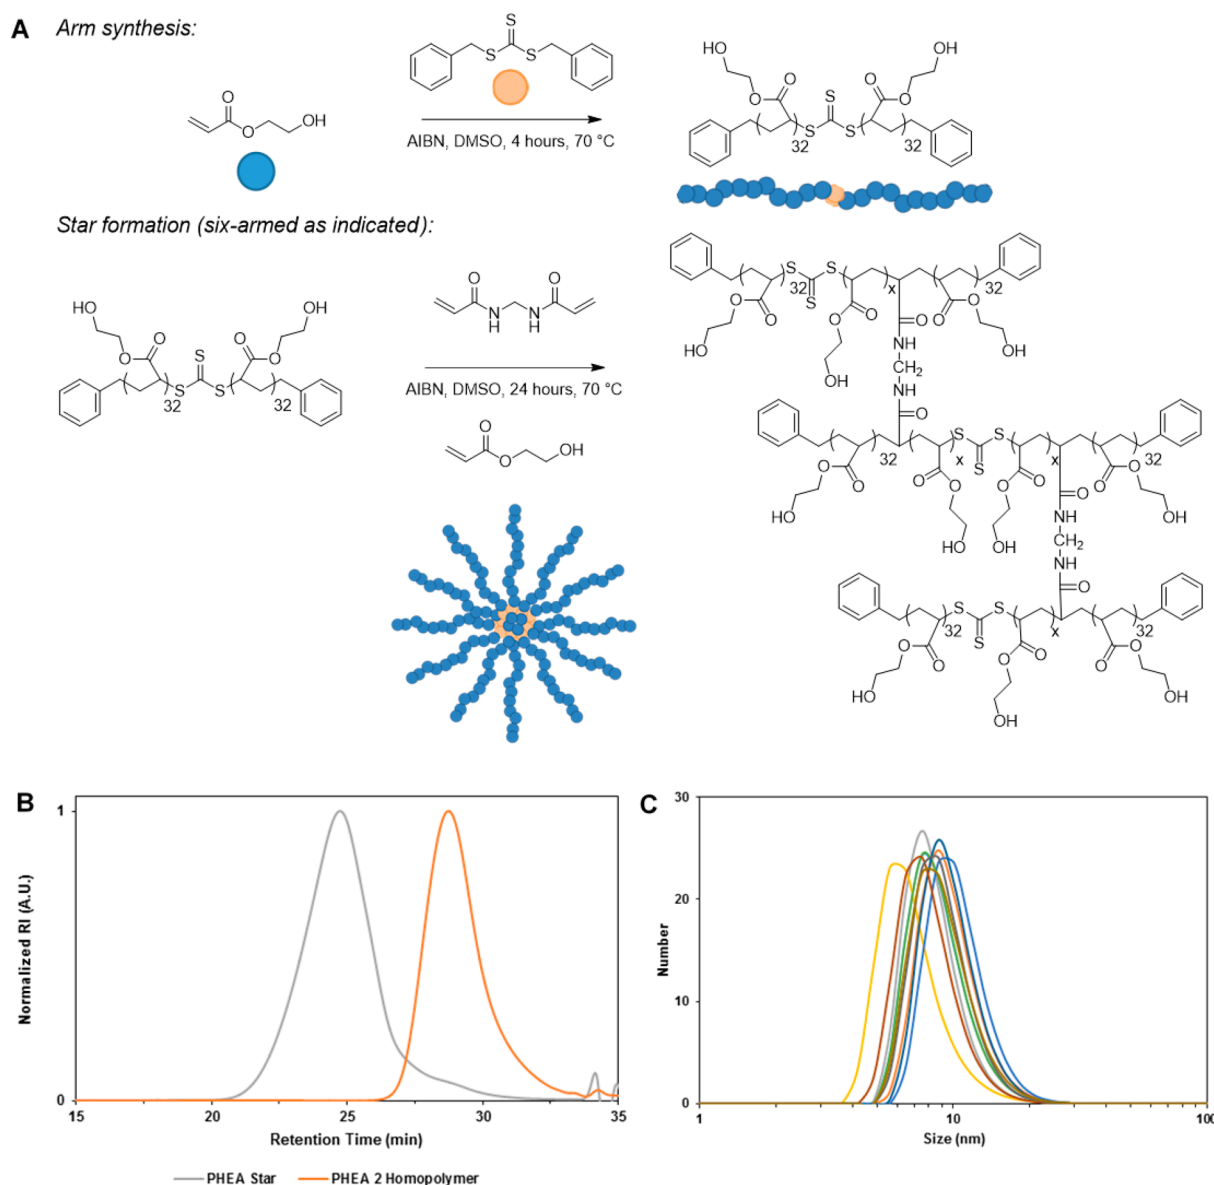 A
Arm synthesis:
S
S
S
O
O
OH
AIBN, DMSO, 4 hours, 70 °C
HO
OH
O
O
O
O
S
S
S
32
32
Star formation (six-armed as indicated):
HO
OH
O
O
O
O
S
S
S
32
32
O
O
N
H
N
H
AIBN, DMSO, 24 hours, 70 °C
O
O
OH
S
S
S
32
x
32
O
O
O
O
O
O
O
HO
OH
HO
NH
CH2
NH
O
S
S
S
32
x
x
32
O
O
O
O
O
O
O
O
O
HO
OH
OH
OH
NH
CH2
NH
O
S
S
S
32
x
32
O
O
O
O
O
O
HO
OH
OH
B
1
Normalized RI (A.U.)
0
15
20
25
30
35
Retention Time (min)
PHEA Star
PHEA 2 Homopolymer
C
30
20
10
0
Number
1
10
100
Size (nm)